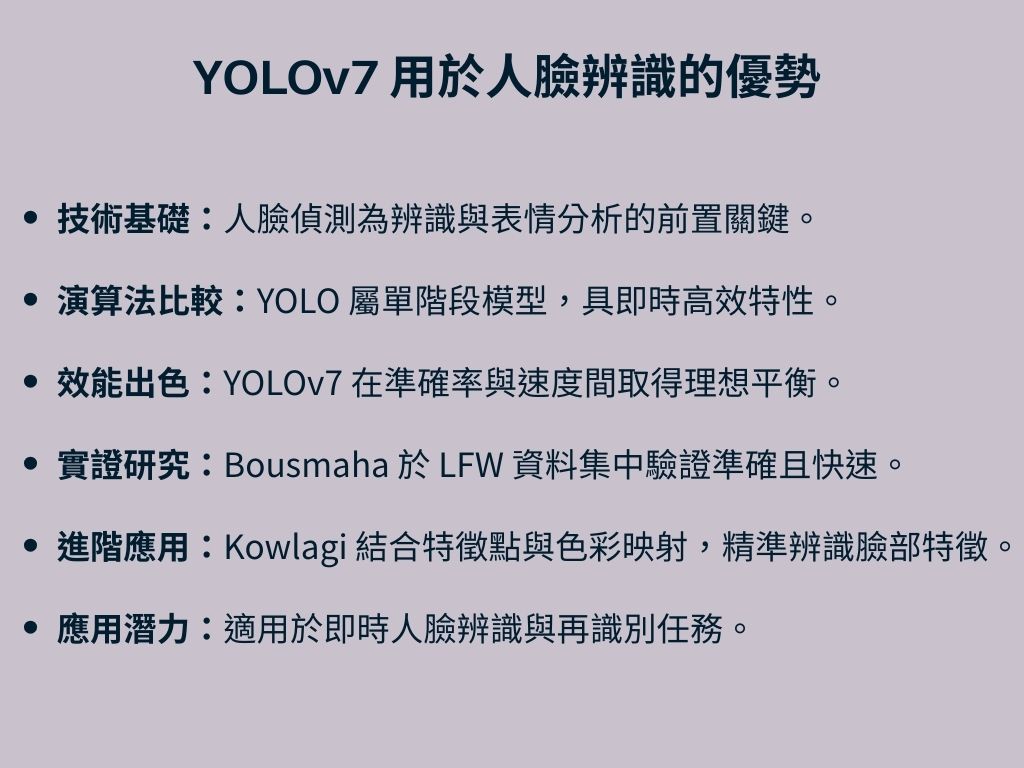 YOLOv7 用於人臉辨識的優勢
• 技術基礎：人臉偵測為辨識與表情分析的前置關鍵。
• 演算法比較：YOLO 屬單階段模型，具即時高效特性。
• 效能出色：YOLOv7 在準確率與速度間取得理想平衡。
• 實證研究：Bousmaha 於 LFW 資料集中驗證準確且快速。
• 進階應用：Kowlagi 結合特徵點與色彩映射，精準辨識臉部特徵。
• 應用潛力：適用於即時人臉辨識與再識別任務。